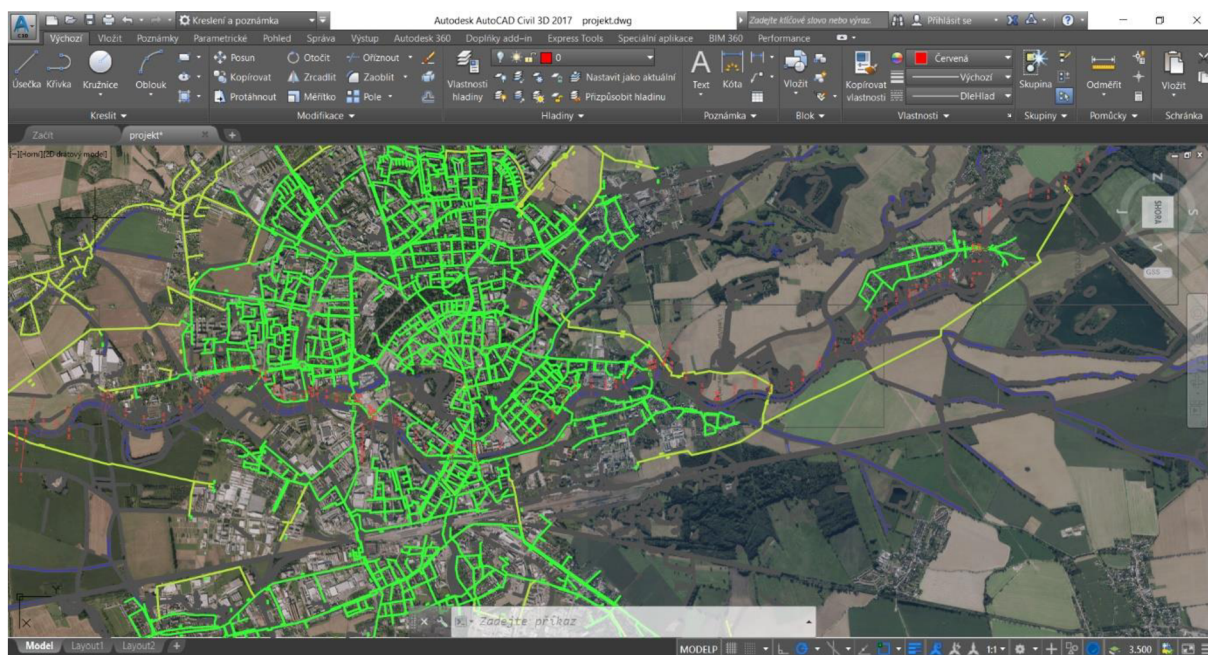 Kreslení a poznámka
Autodesk AutoCAD Civil 3D 2017 projekt.dwg
Zadejte klíčové slovo nebo výraz.
Přihlásit se
C3D
Výchozí Vložit Poznámky Parametrické Pohled Správa Výstup Autodesk 360 Doplňky add-in Express Tools Speciální aplikace BIM 360 Performance
Úsečka Křivka Kružnice Oblouk
Posun Otočit Oříznout
Kopírovat Zrcadlit Zaoblit
Protáhnout Měřítko Pole
Vlastnosti hladiny
0
Nastavit jako aktuální
Přizpůsobit hladinu
Text Kóta
Vložit
Kopírovat vlastnosti
Červená
Výchozí
DleHlad
Skupina
Odměřit
Vložit
Kreslit Modifikace Hladiny Poznámka Blok Vlastnosti Skupiny Pomůcky Schránka
Začít projekt*
[–][Horní][2D drátový model]
Z
SHORA
J S
V
GSS
Y
X
Zadejte příkaz
Model Layout1 Layout2
MODELP 1:1 3.500